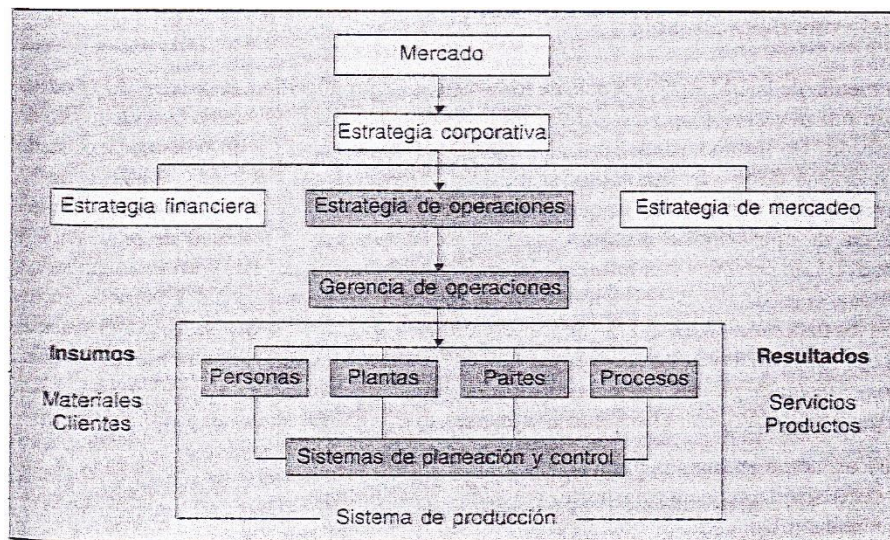 Mercado
Estrategia corporativa
Estrategia financiera
Estrategia de operaciones
Estrategia de mercadeo
Gerencia de operaciones
Insumos
Materiales
Clientes
Personas
Plantas
Partes
Procesos
Sistemas de planeación y control
Resultados
Servicios
Productos
Sistema de producción